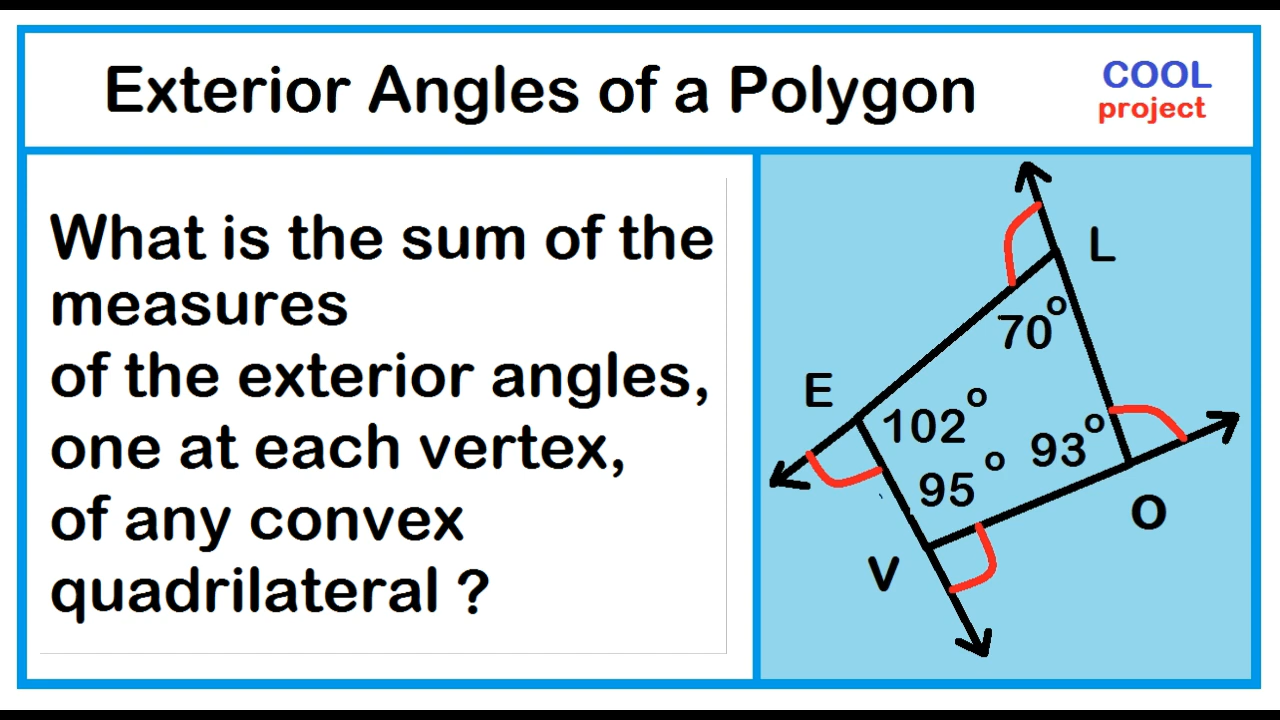 Exterior Angles of a Polygon
COOL
project
What is the sum of the
measures
of the exterior angles,
one at each vertex,
of any convex
quadrilateral ?
L
70°
E
102°
93°
95°
O
V